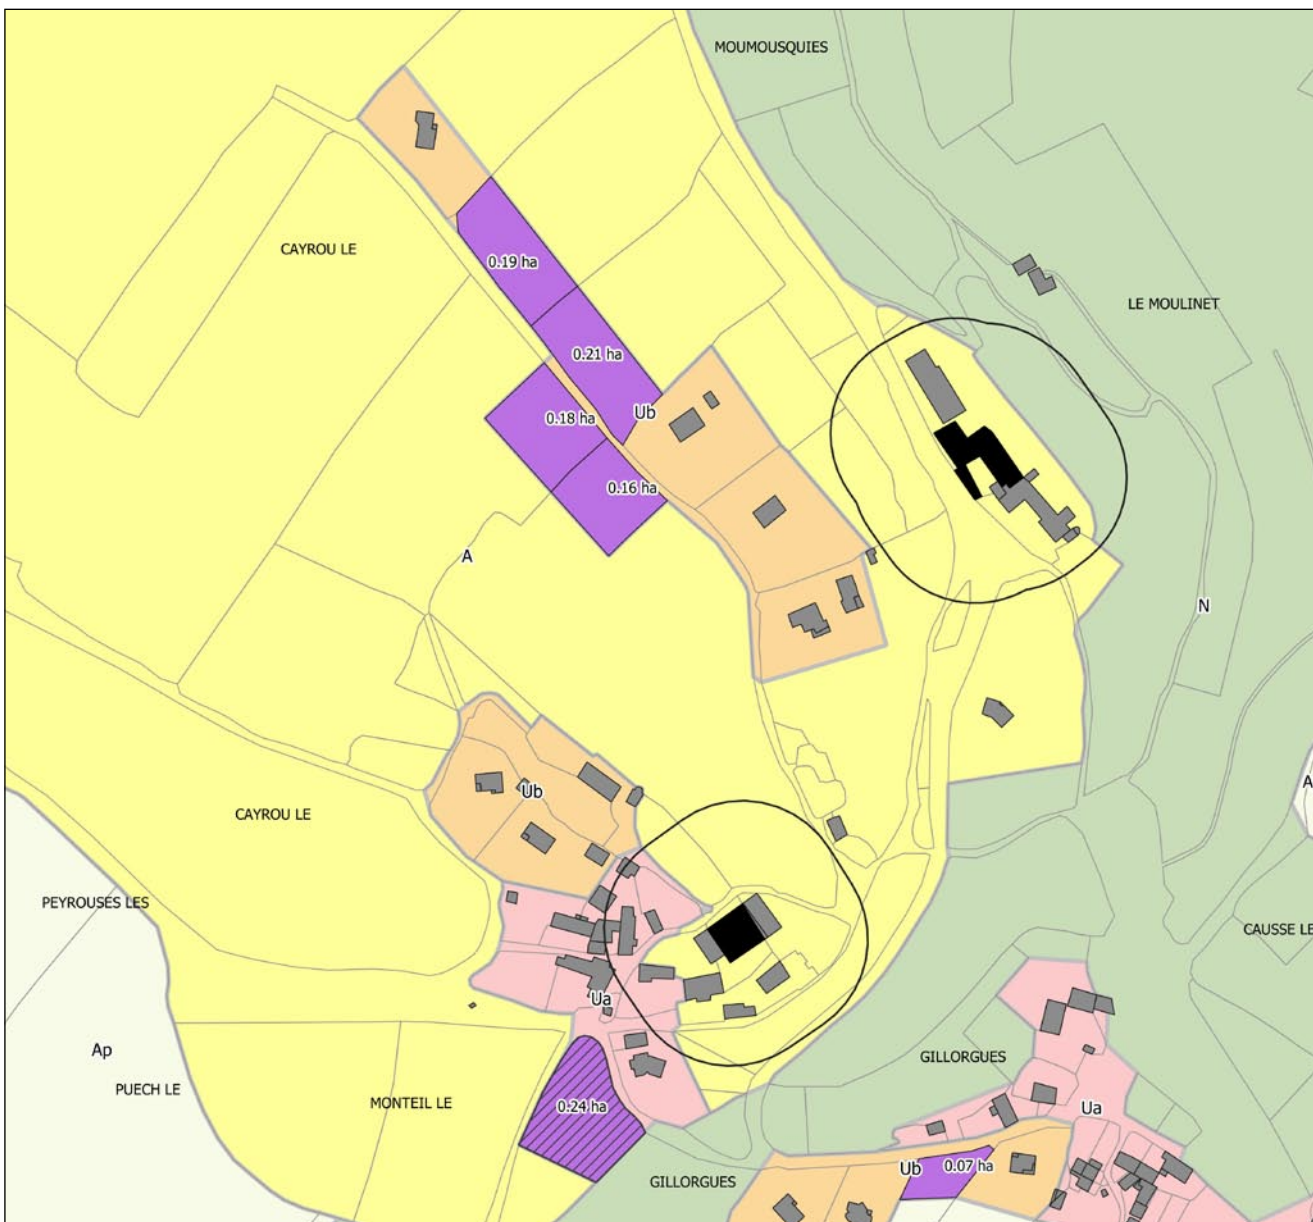 MOUMOUSQUIES
CAYROU LE
0.19 ha
LE MOULINET
0.21 ha
Ub
0.18 ha
0.16 ha
A
N
A
Ub
CAYROU LE
PEYROUSES LES
CAUSSE LE
Ua
Ap
GILLORGUES
PUECH LE
MONTEIL LE
0.24 ha
Ua
Ub
0.07 ha
GILLORGUES